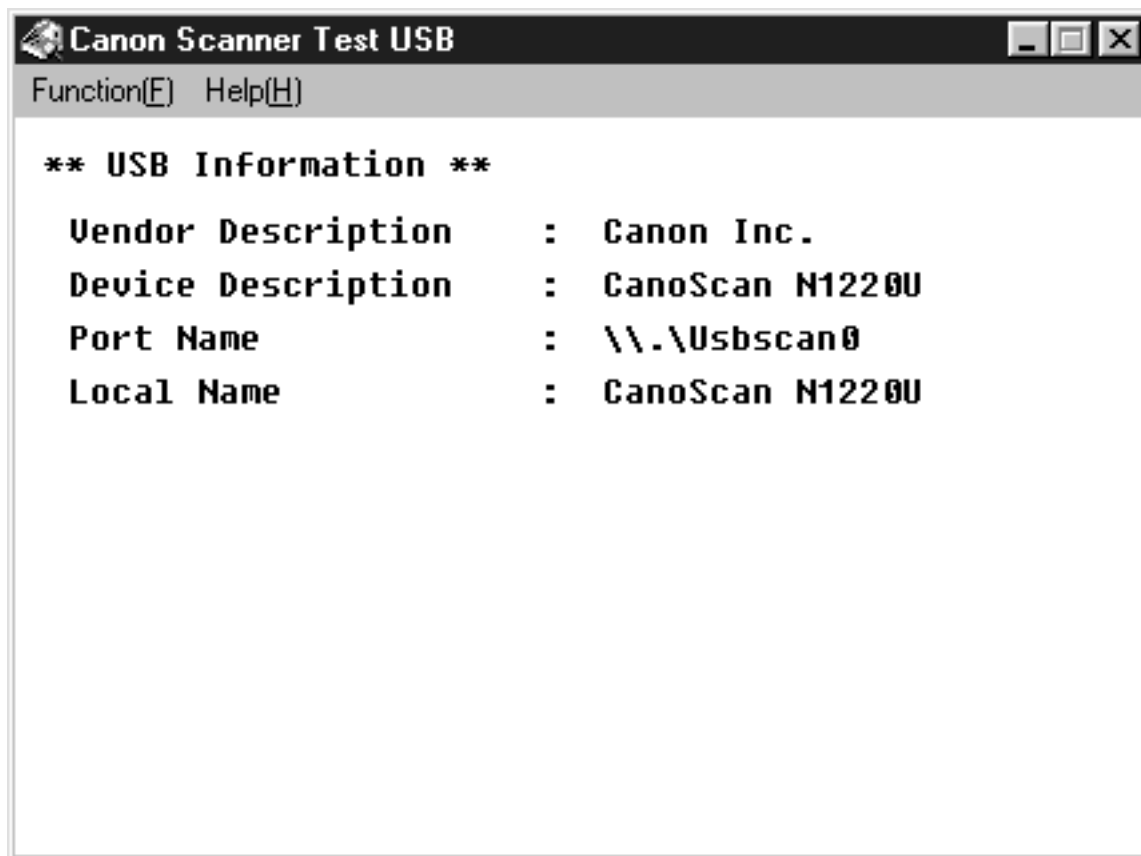 Canon Scanner Test USB
Function(F) Help(H)
** USB Information **
Vendor Description : Canon Inc.
Device Description : CanoScan N1220U
Port Name : \\.\Usbscan0
Local Name : CanoScan N1220U